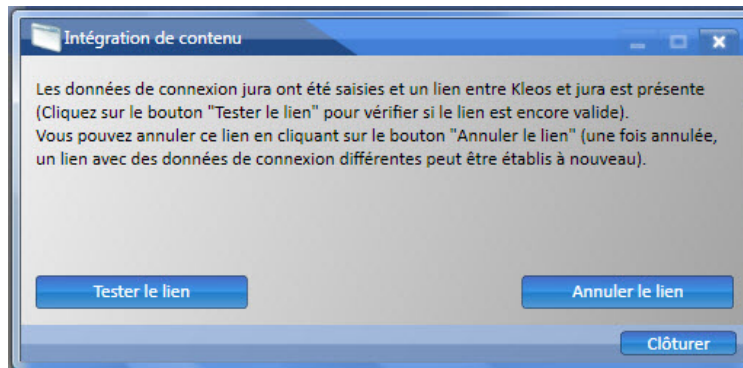 Intégration de contenu
Les données de connexion jura ont été saisies et un lien entre Kleos et jura est présente
(Cliquez sur le bouton "Tester le lien" pour vérifier si le lien est encore valide).
Vous pouvez annuler ce lien en cliquant sur le bouton "Annuler le lien" (une fois annulée,
un lien avec des données de connexion différentes peut être établis à nouveau).
Tester le lien
Annuler le lien
Clôturer